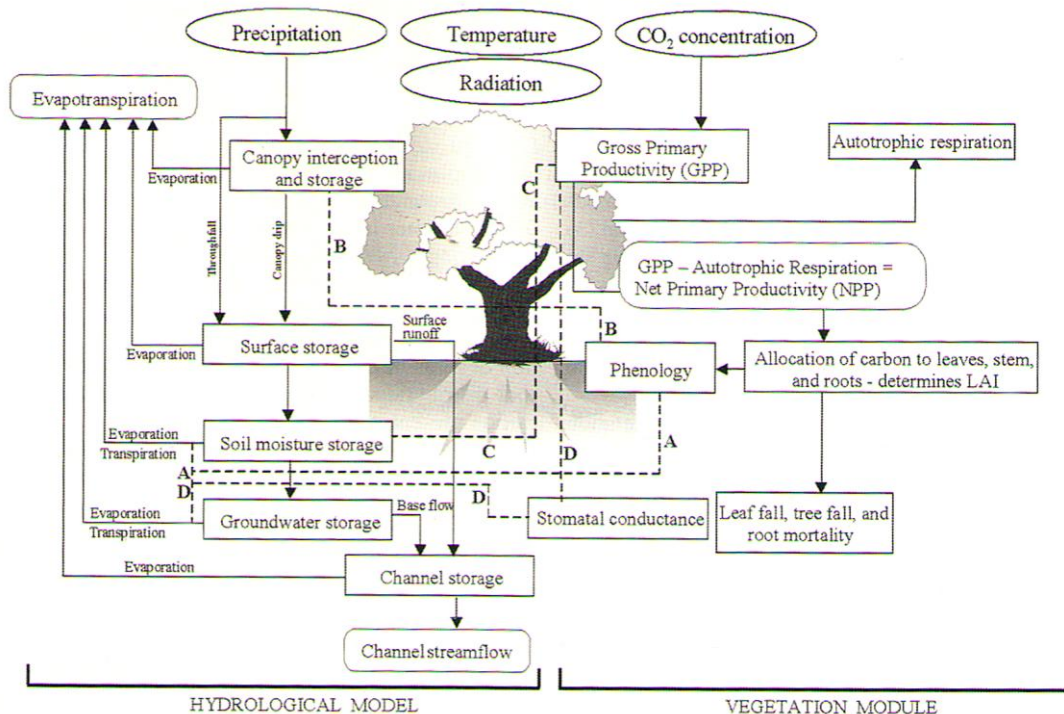 Precipitation
Temperature
CO₂ concentration
Radiation
Evapotranspiration
Canopy interception
and storage
Gross Primary
Productivity (GPP)
Autotrophic respiration
Evaporation
C
Throughfall
Canopy drip
B
GPP – Autotrophic Respiration =
Net Primary Productivity (NPP)
Surface
runoff
B
Surface storage
Evaporation
Phenology
Allocation of carbon to leaves, stem,
and roots - determines LAI
Soil moisture storage
Evaporation
Transpiration
C
D
A
A
D
D
Base flow
Groundwater storage
Evaporation
Transpiration
Stomatal conductance
Leaf fall, tree fall, and
root mortality
Evaporation
Channel storage
Channel streamflow
HYDROLOGICAL MODEL
VEGETATION MODULE